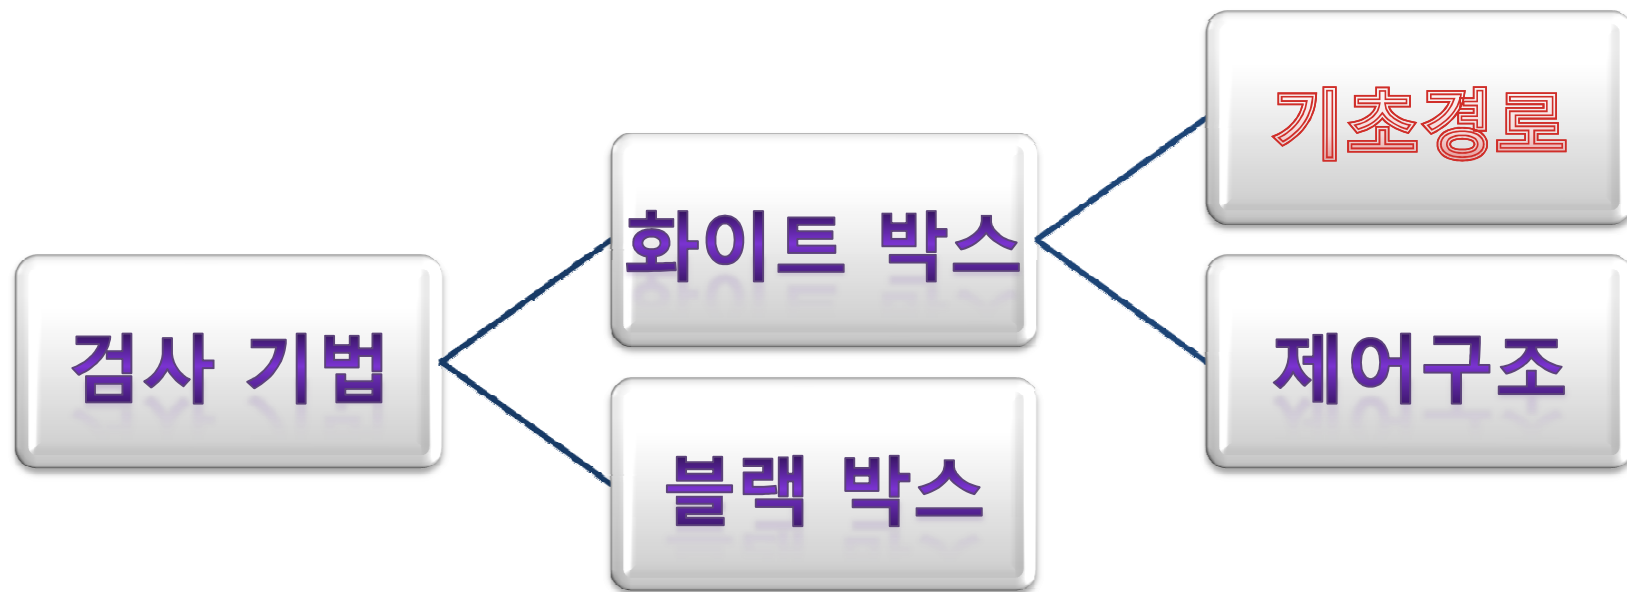 검사 기법
화이트 박스
블랙 박스
기초경로
제어구조